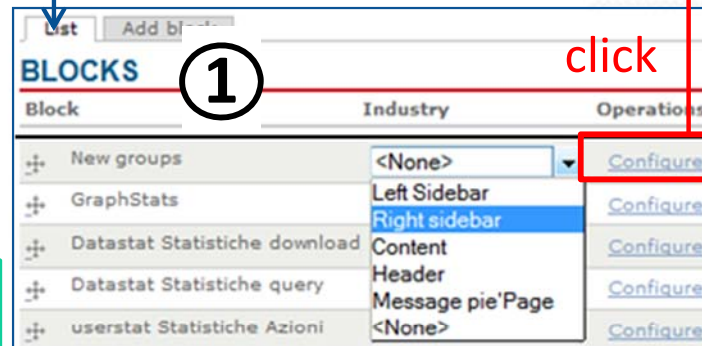 List Add block
click
BLOCKS
1
Block Industry Operations
New groups <None> Configure
GraphStats Left Sidebar Configure
Right sidebar
Datastat Statistiche download Content Configure
Header
Datastat Statistiche query Message pie'Page Configure
userstat Statistiche Azioni <None> Configure